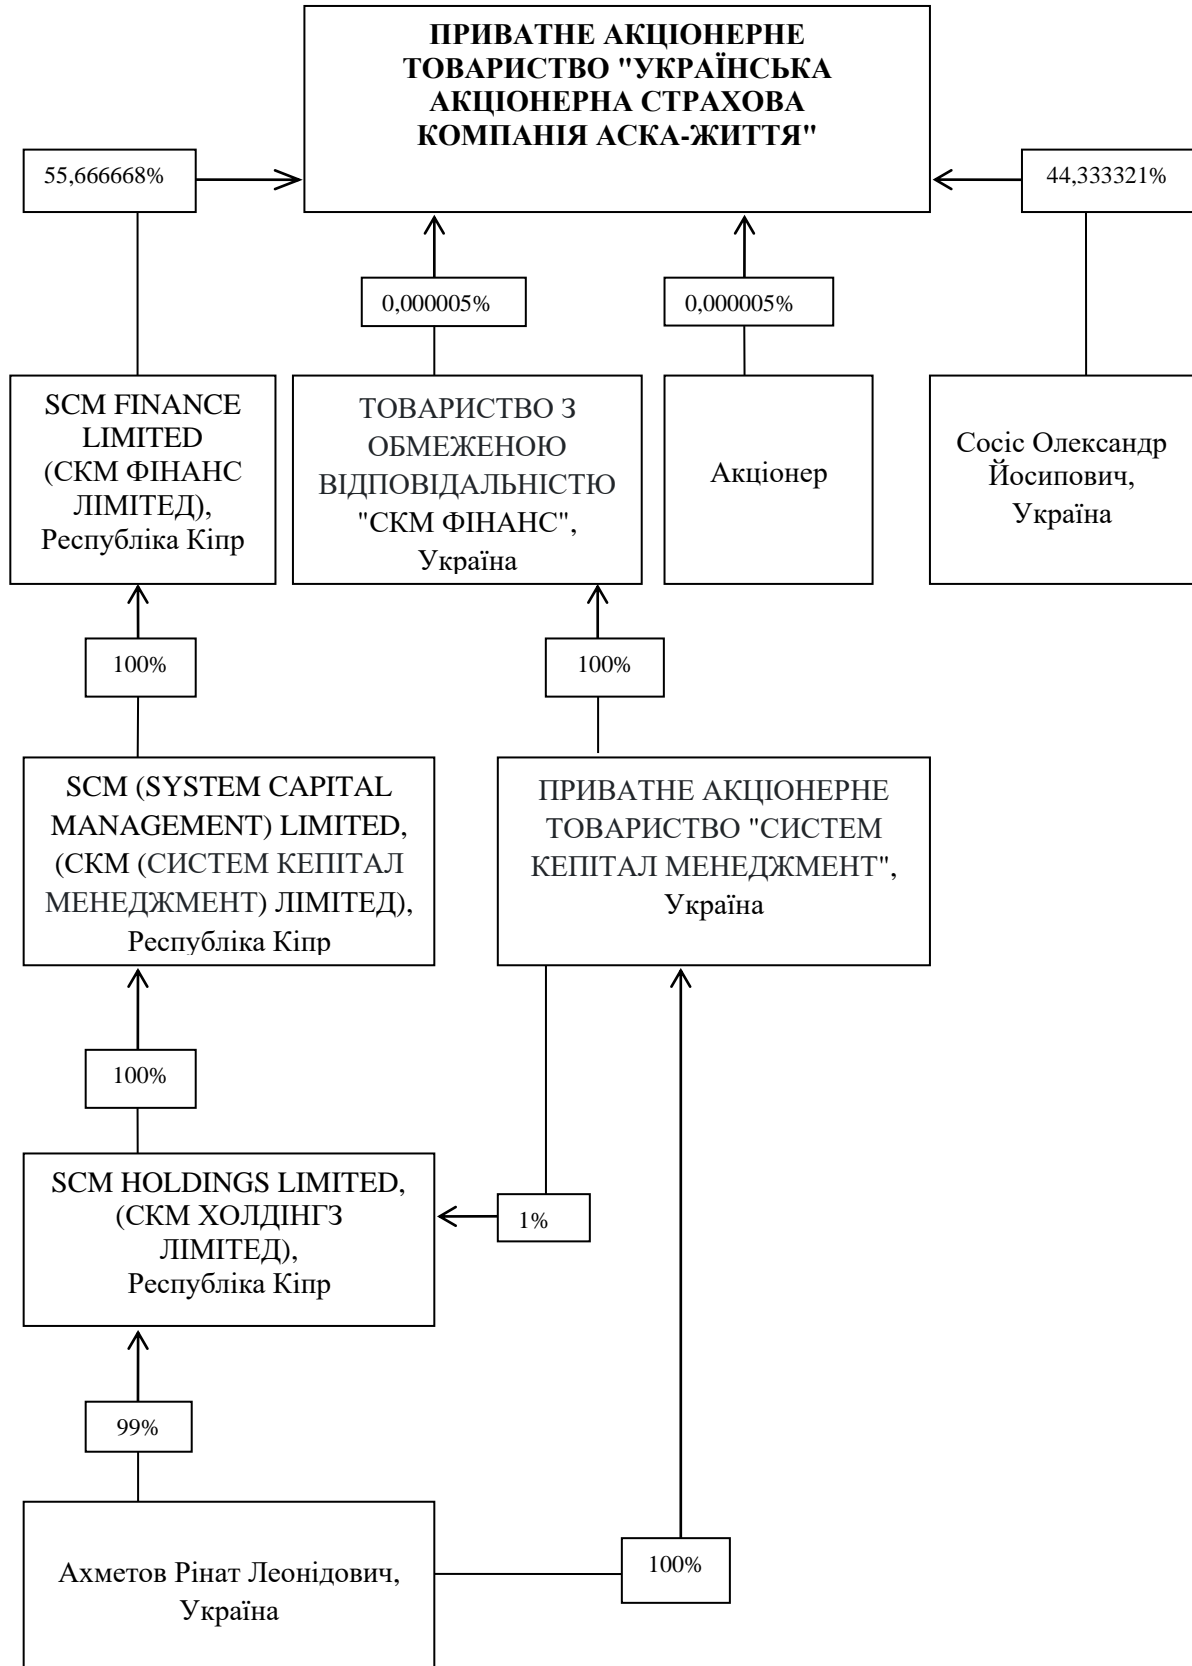 ПРИВАТНЕ АКЦІОНЕРНЕ
ТОВАРИСТВО "УКРАЇНСЬКА
АКЦІОНЕРНА СТРАХОВА
КОМПАНІЯ АСКА-ЖИТТЯ"
55,666668%
44,333321%
0,000005%
0,000005%
SCM FINANCE
LIMITED
(СКМ ФІНАНС
ЛІМІТЕД),
Республіка Кіпр
ТОВАРИСТВО З
ОБМЕЖЕНОЮ
ВІДПОВІДАЛЬНІСТЮ
"СКМ ФІНАНС",
Україна
Акціонер
Сосіс Олександр
Йосипович,
Україна
100%
100%
SCM (SYSTEM CAPITAL
MANAGEMENT) LIMITED,
(СКМ (СИСТЕМ КЕПІТАЛ
МЕНЕДЖМЕНТ) ЛІМІТЕД),
Республіка Кіпр
ПРИВАТНЕ АКЦІОНЕРНЕ
ТОВАРИСТВО "СИСТЕМ
КЕПІТАЛ МЕНЕДЖМЕНТ",
Україна
100%
SCM HOLDINGS LIMITED,
(СКМ ХОЛДІНГЗ
ЛІМІТЕД),
Республіка Кіпр
1%
99%
Ахметов Рінат Леонідович,
Україна
100%